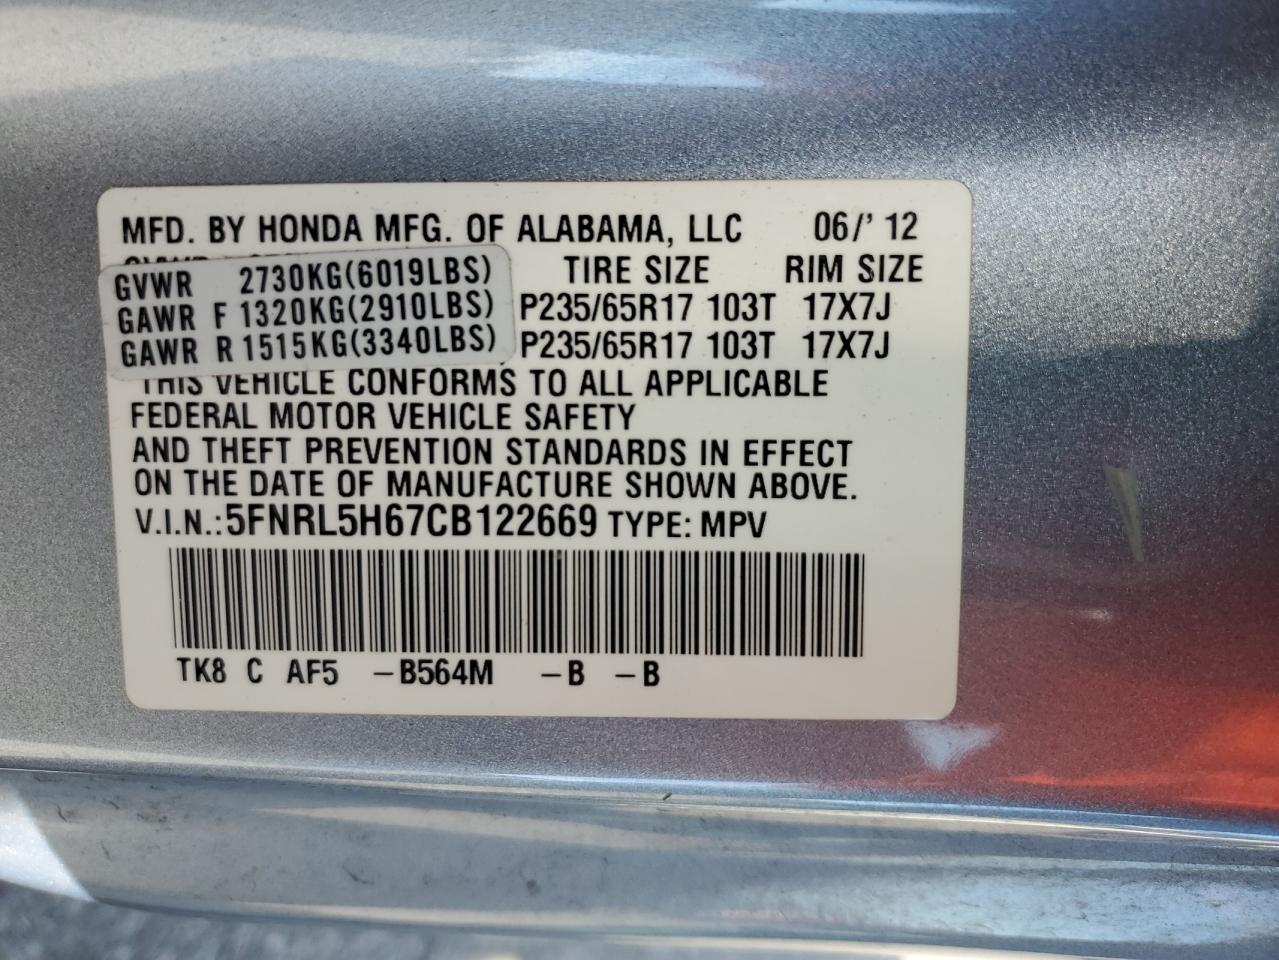 MFD. BY HONDA MFG. OF ALABAMA, LLC 06/' 12
GVWR 2730KG(6019LBS) TIRE SIZE RIM SIZE
GAWR F 1320KG(2910LBS) P235/65R17 103T 17X7J
GAWR R 1515KG(3340LBS) P235/65R17 103T 17X7J
THIS VEHICLE CONFORMS TO ALL APPLICABLE
FEDERAL MOTOR VEHICLE SAFETY
AND THEFT PREVENTION STANDARDS IN EFFECT
ON THE DATE OF MANUFACTURE SHOWN ABOVE.
V.I.N.:5FNRL5H67CB122669 TYPE: MPV
TK8 C AF5 -B564M -B -B